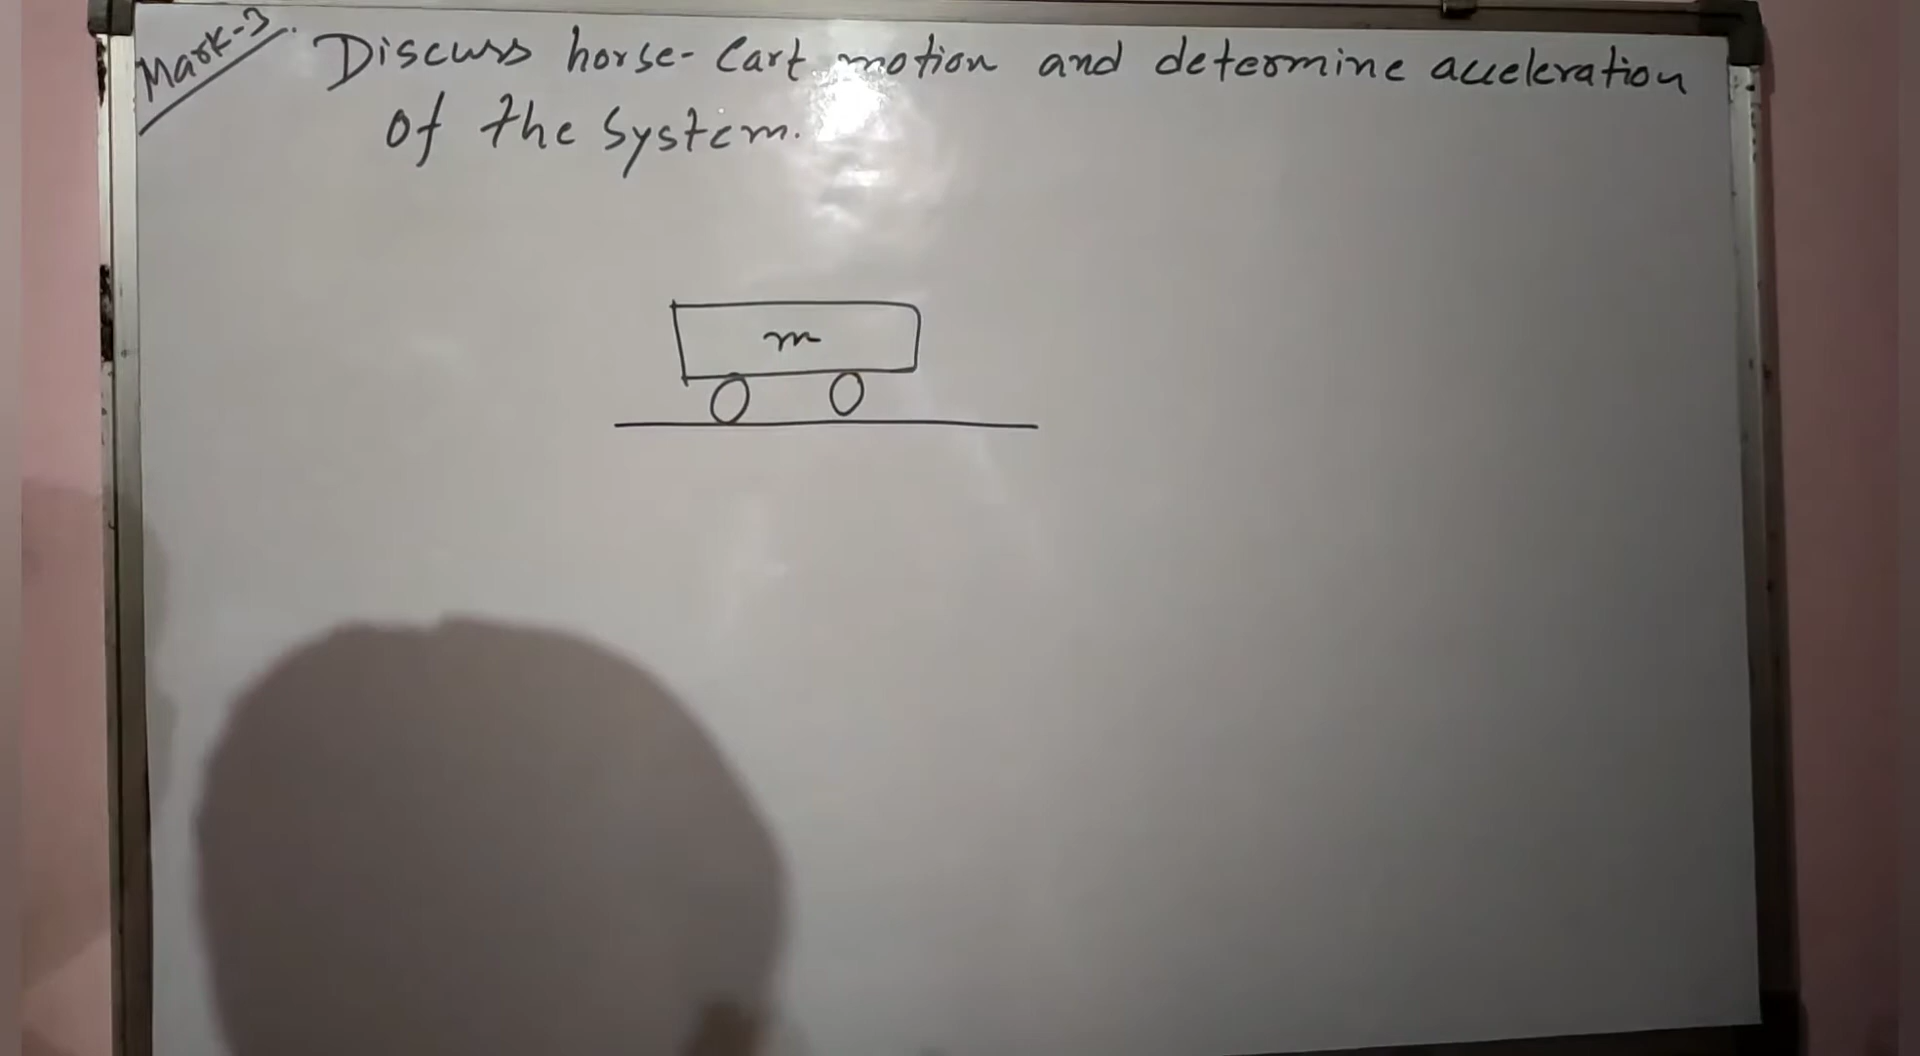 Mark-3
Discuss horse-Cart motion and determine acceleration
of the System.
m